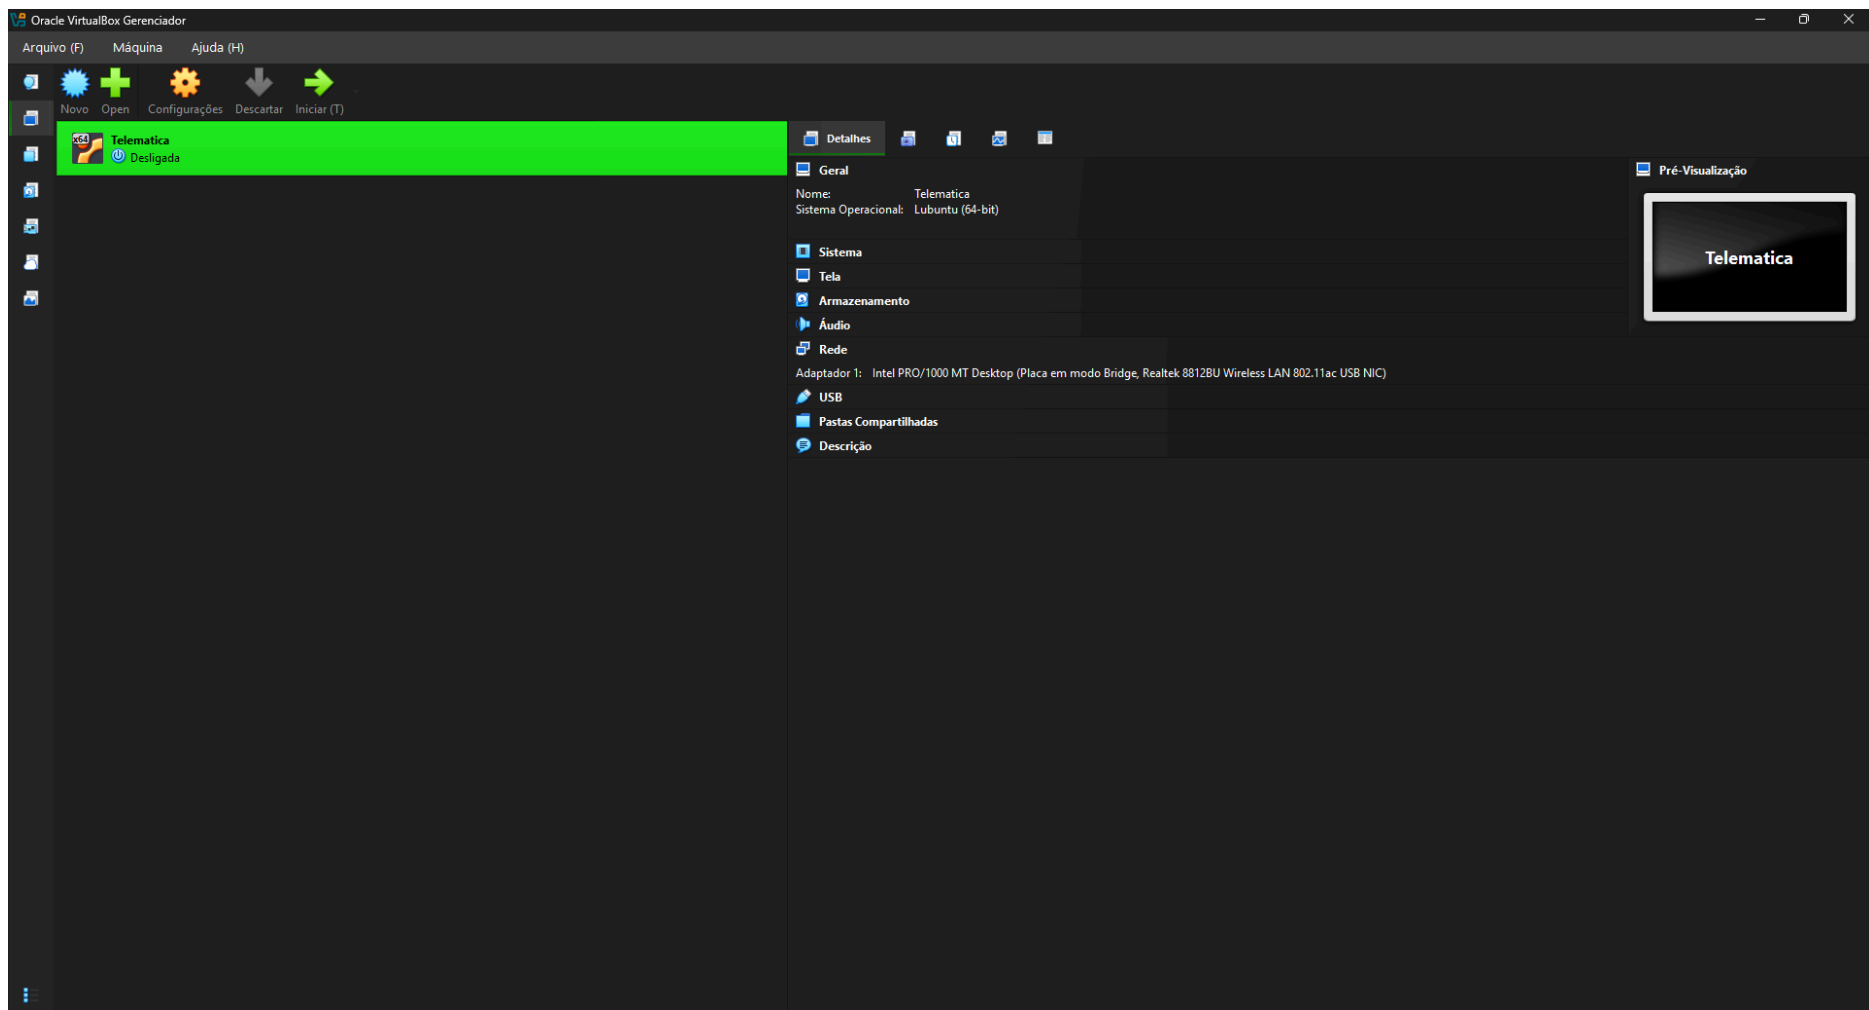 Oracle VirtualBox Gerenciador
Arquivo (F) Máquina Ajuda (H)
Novo Open Configurações Descartar Iniciar (T)
x64
Telematica
Desligada
Detalhes
Geral
Nome: Telematica
Sistema Operacional: Lubuntu (64-bit)
Sistema
Tela
Armazenamento
Áudio
Rede
Adaptador 1: Intel PRO/1000 MT Desktop (Placa em modo Bridge, Realtek 8812BU Wireless LAN 802.11ac USB NIC)
USB
Pastas Compartilhadas
Descrição
Pré-Visualização
Telematica